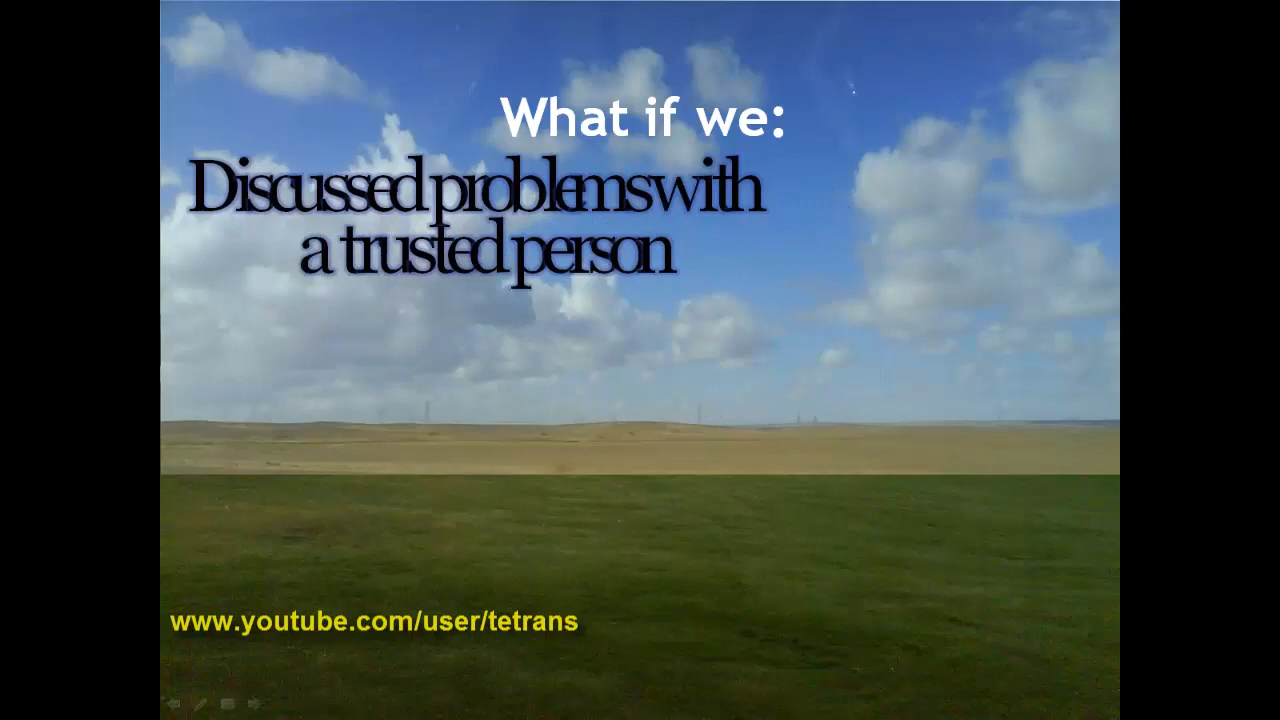 What if we:
Discussed problems with
a trusted person
www.youtube.com/user/tetrans